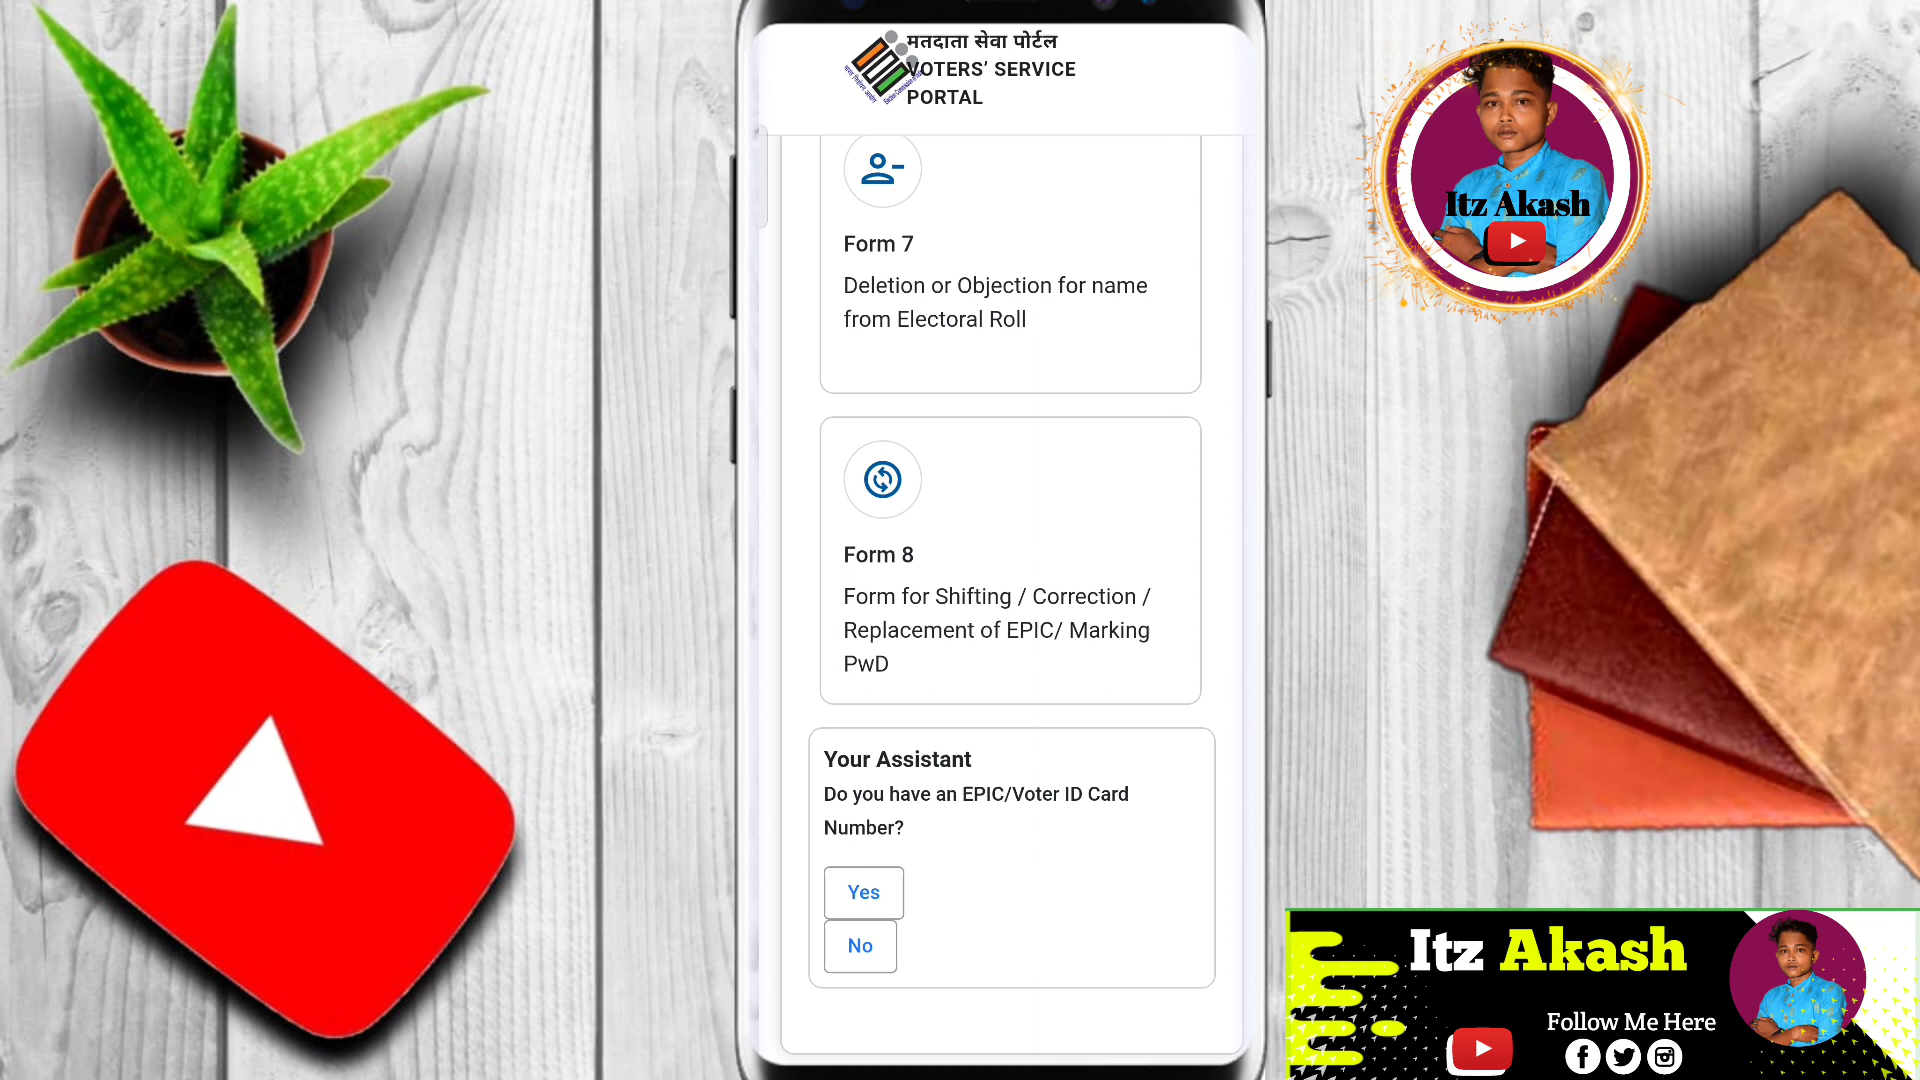 मतदाता सेवा पोर्टल
VOTERS’ SERVICE
PORTAL
Form 7
Deletion or Objection for name
from Electoral Roll
Form 8
Form for Shifting / Correction /
Replacement of EPIC/ Marking
PwD
Your Assistant
Do you have an EPIC/Voter ID Card
Number?
Yes
No
Itz Akash
Itz Akash
Follow Me Here